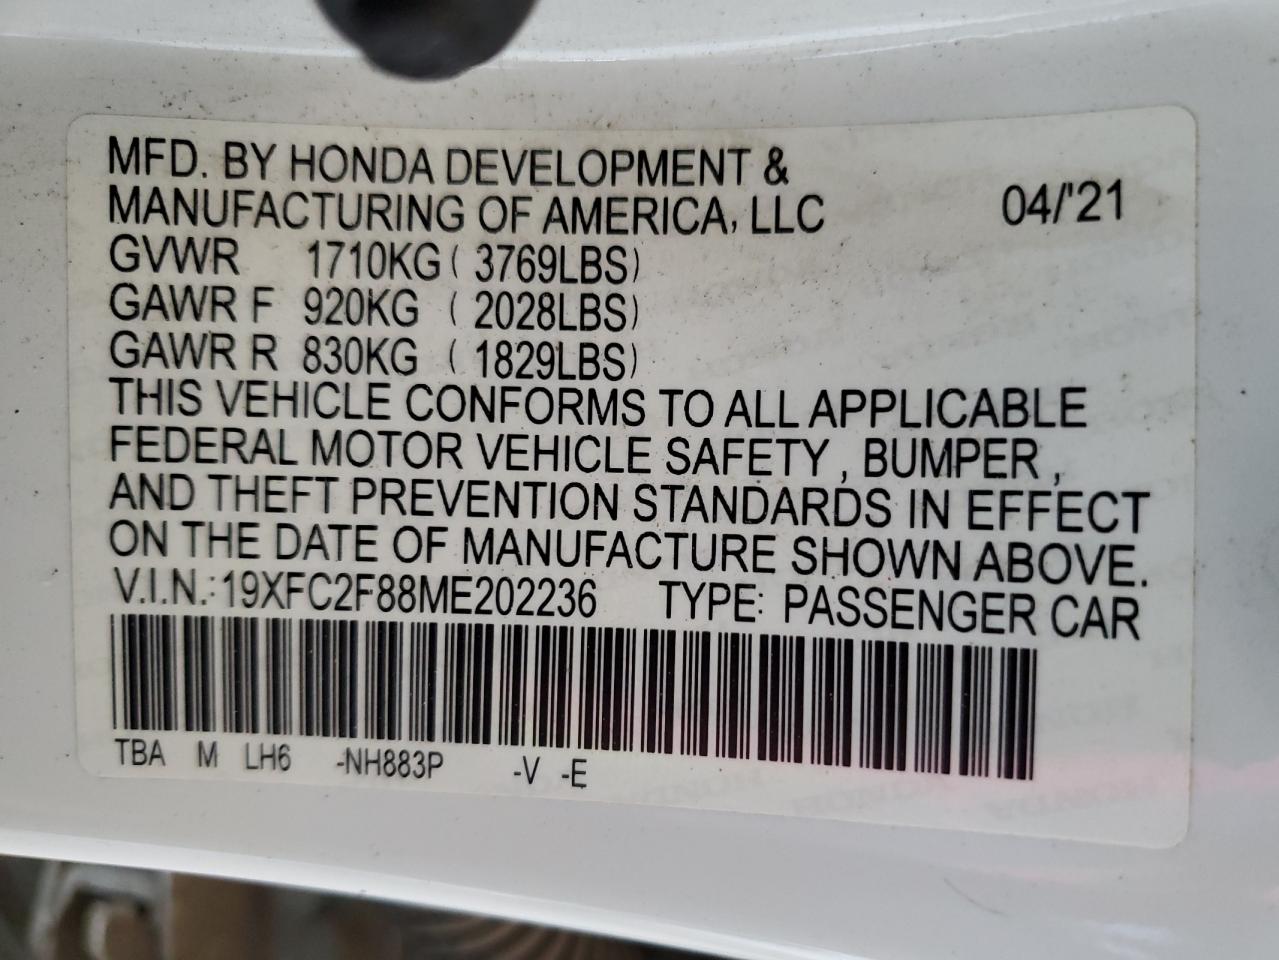 MFD. BY HONDA DEVELOPMENT &
MANUFACTURING OF AMERICA, LLC 04/'21
GVWR 1710KG ( 3769LBS)
GAWR F 920KG ( 2028LBS)
GAWR R 830KG ( 1829LBS)
THIS VEHICLE CONFORMS TO ALL APPLICABLE
FEDERAL MOTOR VEHICLE SAFETY , BUMPER ,
AND THEFT PREVENTION STANDARDS IN EFFECT
ON THE DATE OF MANUFACTURE SHOWN ABOVE.
V.I.N.: 19XFC2F88ME202236 TYPE: PASSENGER CAR
TBA M LH6 -NH883P -V -E